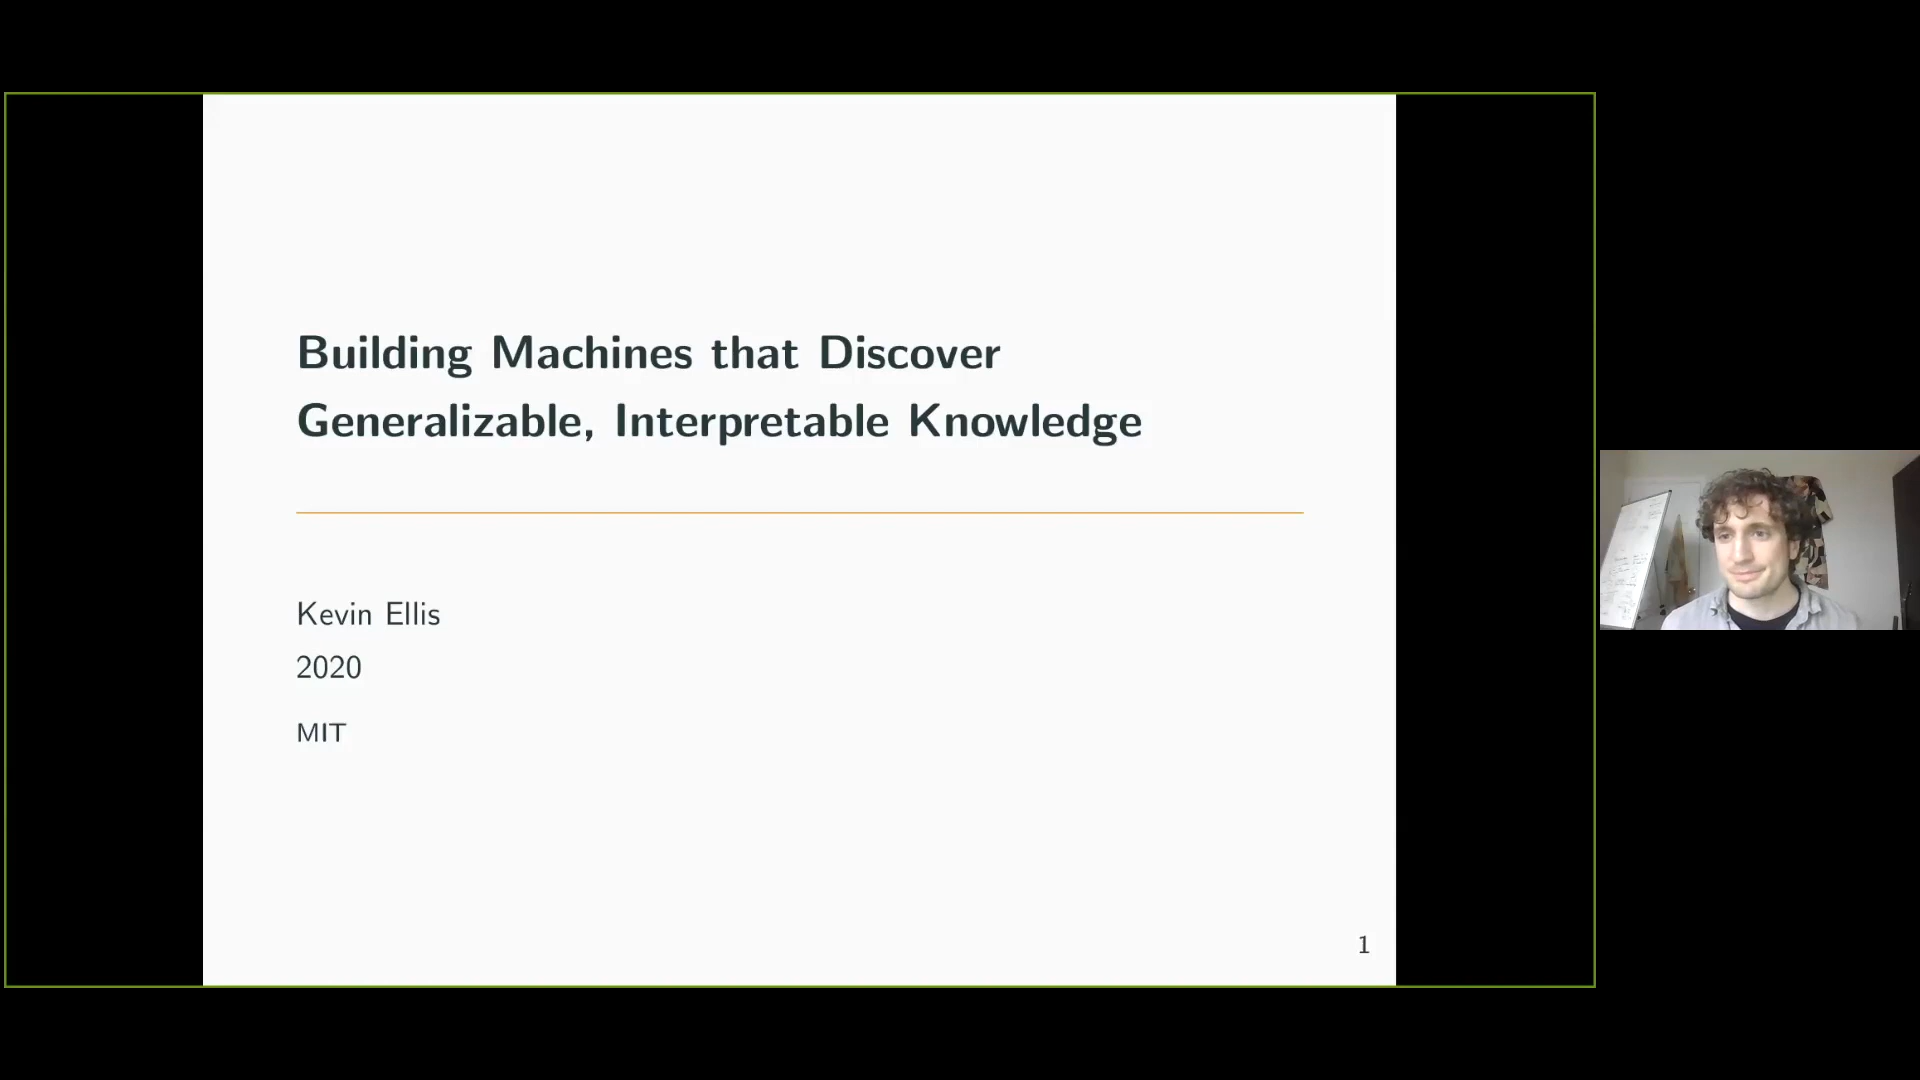 Building Machines that Discover
Generalizable, Interpretable Knowledge
Kevin Ellis
2020
MIT
1